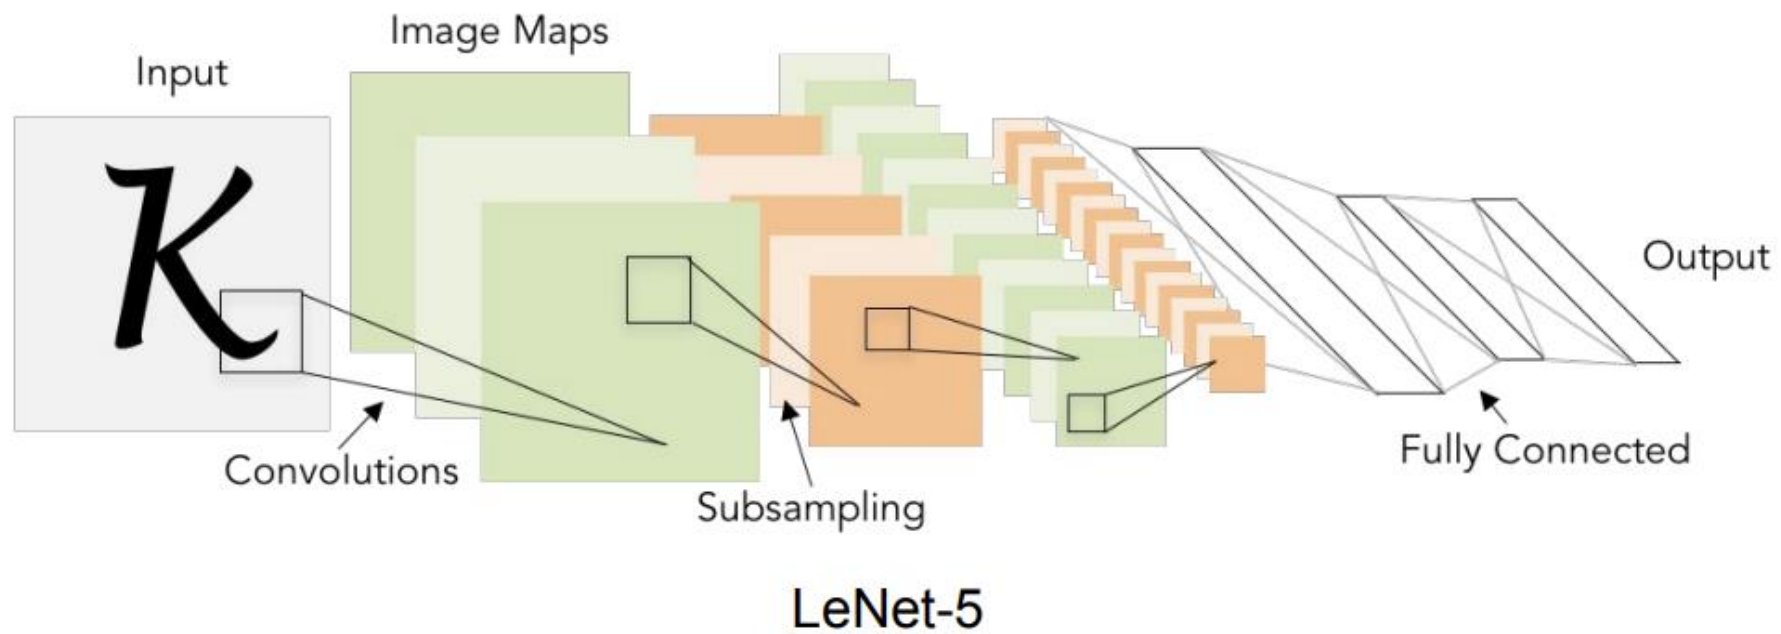 Image Maps
Input
K
Output
Convolutions
Fully Connected
Subsampling
LeNet-5